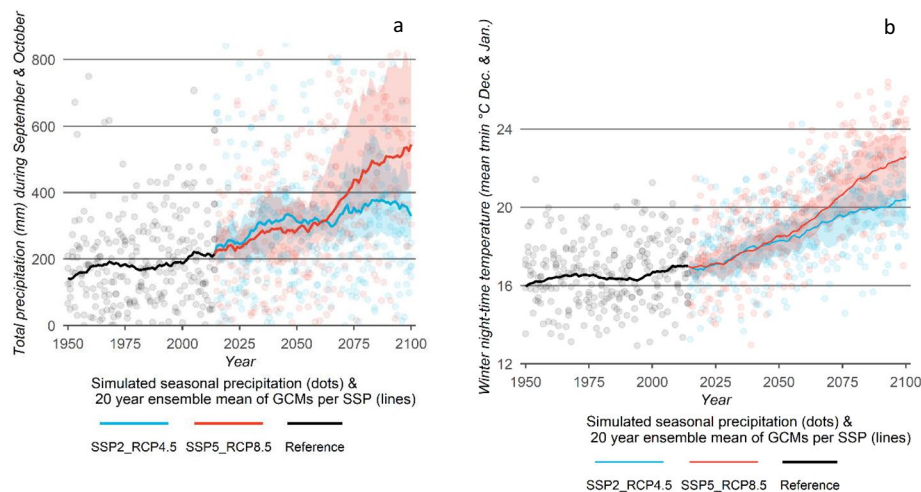 a
Total precipitation (mm) during September & October
800
600
400
200
0
1950
1975
2000
2025
2050
2075
2100
Year
Simulated seasonal precipitation (dots) &
20 year ensemble mean of GCMs per SSP (lines)
SSP2_RCP4.5
SSP5_RCP8.5
Reference
b
Winter night-time temperature (mean tmin °C Dec. & Jan.)
24
20
16
12
1950
1975
2000
2025
2050
2075
2100
Year
Simulated seasonal precipitation (dots) &
20 year ensemble mean of GCMs per SSP (lines)
SSP2_RCP4.5
SSP5_RCP8.5
Reference